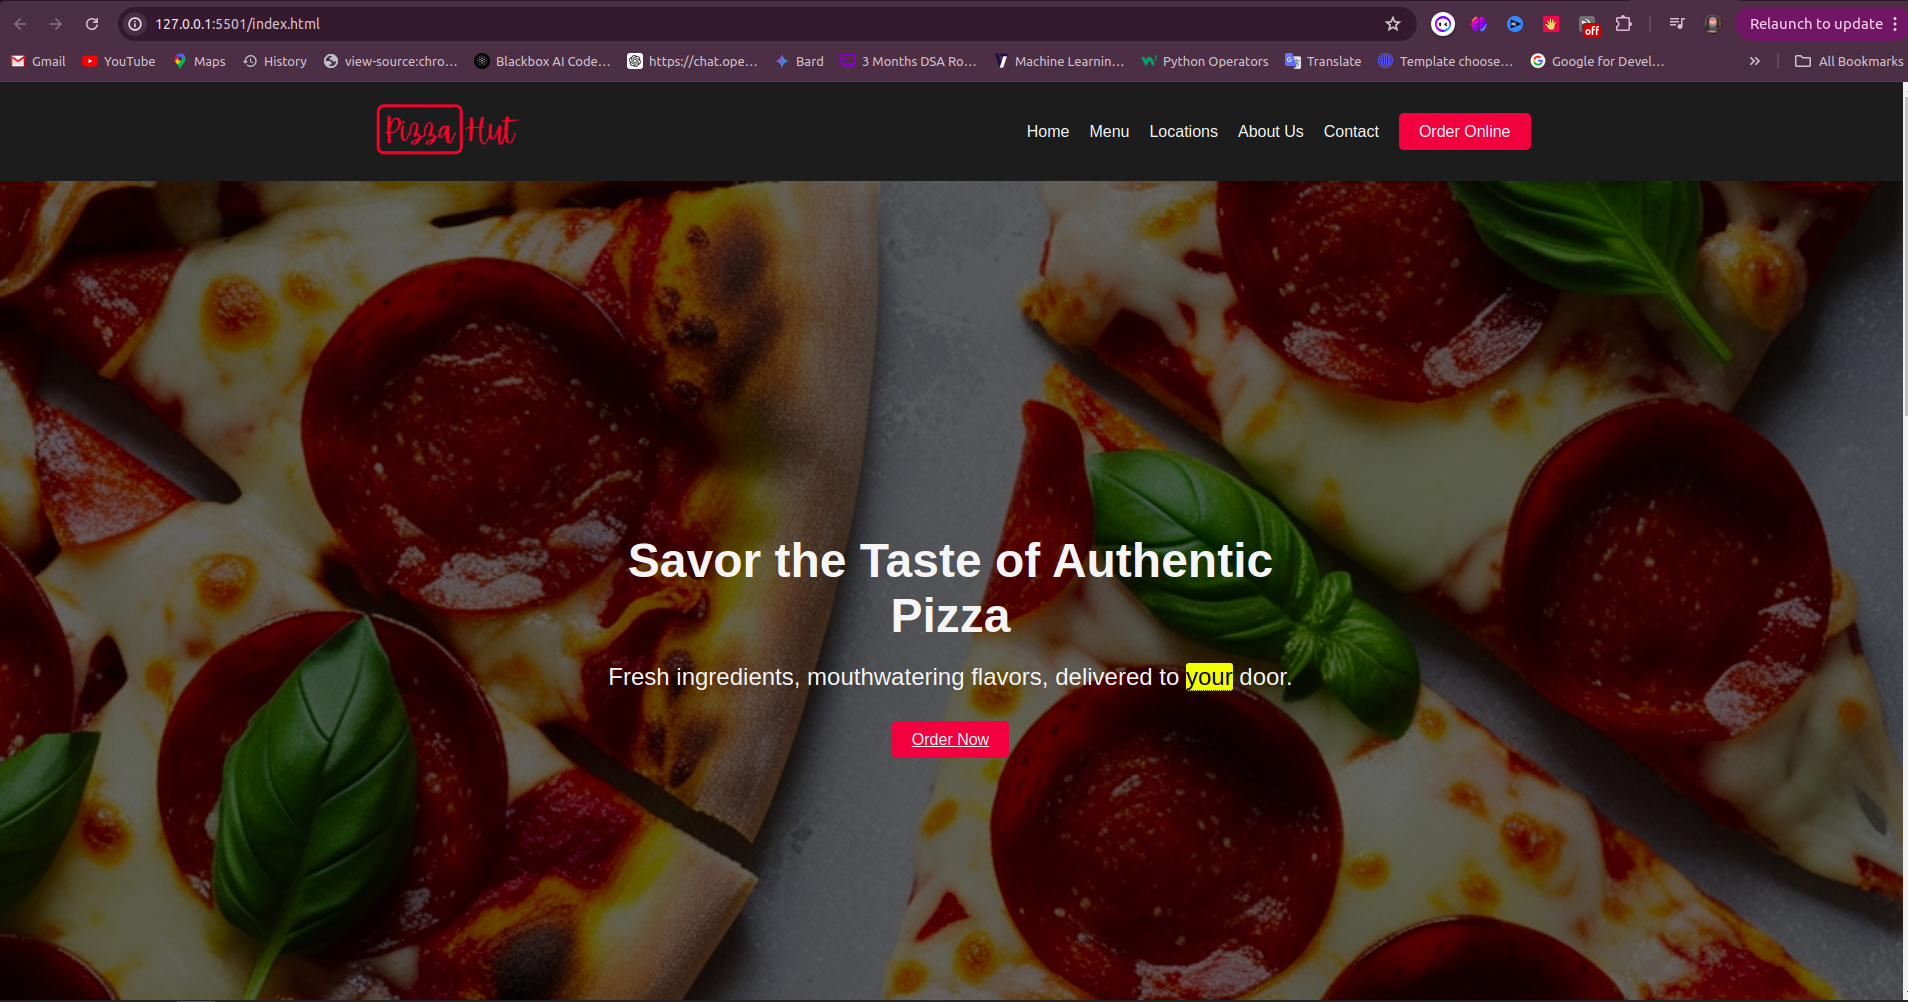 127.0.0.1:5501/index.html
off
Relaunch to update
Gmail YouTube Maps History view-source:chro... Blackbox AI Code... https://chat.ope... Bard 3 Months DSA Ro... Machine Learnin... Python Operators Translate Template choose... Google for Devel... » All Bookmarks
Pizza Hut
Home Menu Locations About Us Contact Order Online
Savor the Taste of Authentic
Pizza
Fresh ingredients, mouthwatering flavors, delivered to your door.
Order Now